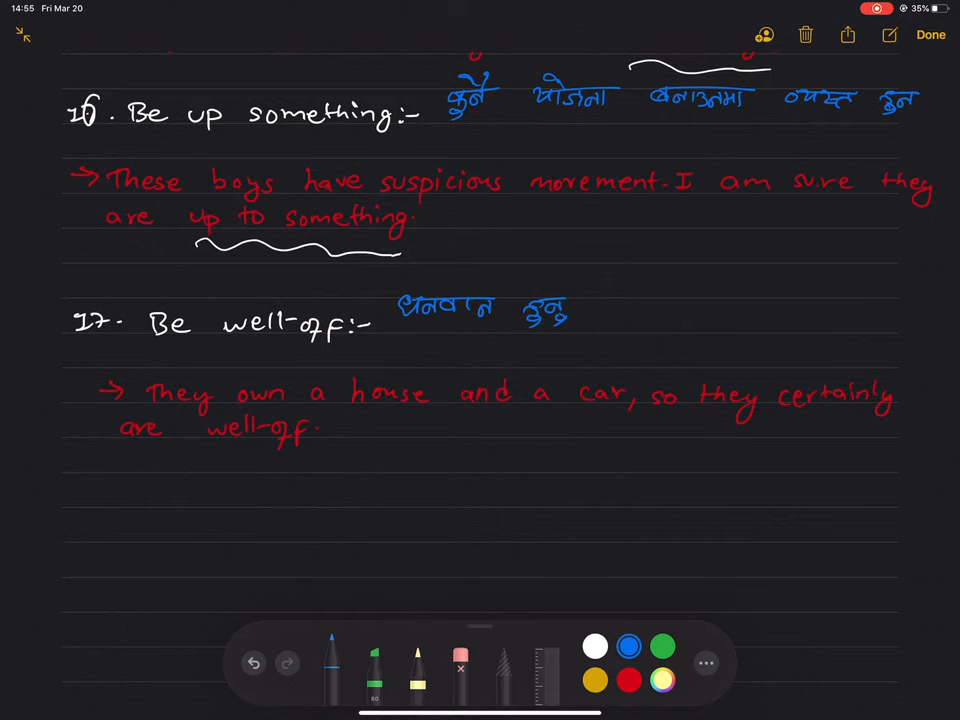 14:55 Fri Mar 20 35%
Done
16. Be up something:- कुनै योजना बनाउनमा व्यस्त हुन
→ These boys have suspicious movement. I am sure they
are up to something.
17. Be well-off:- धनवान हुनु
→ They own a house and a car, so they certainly
are well-off.
80